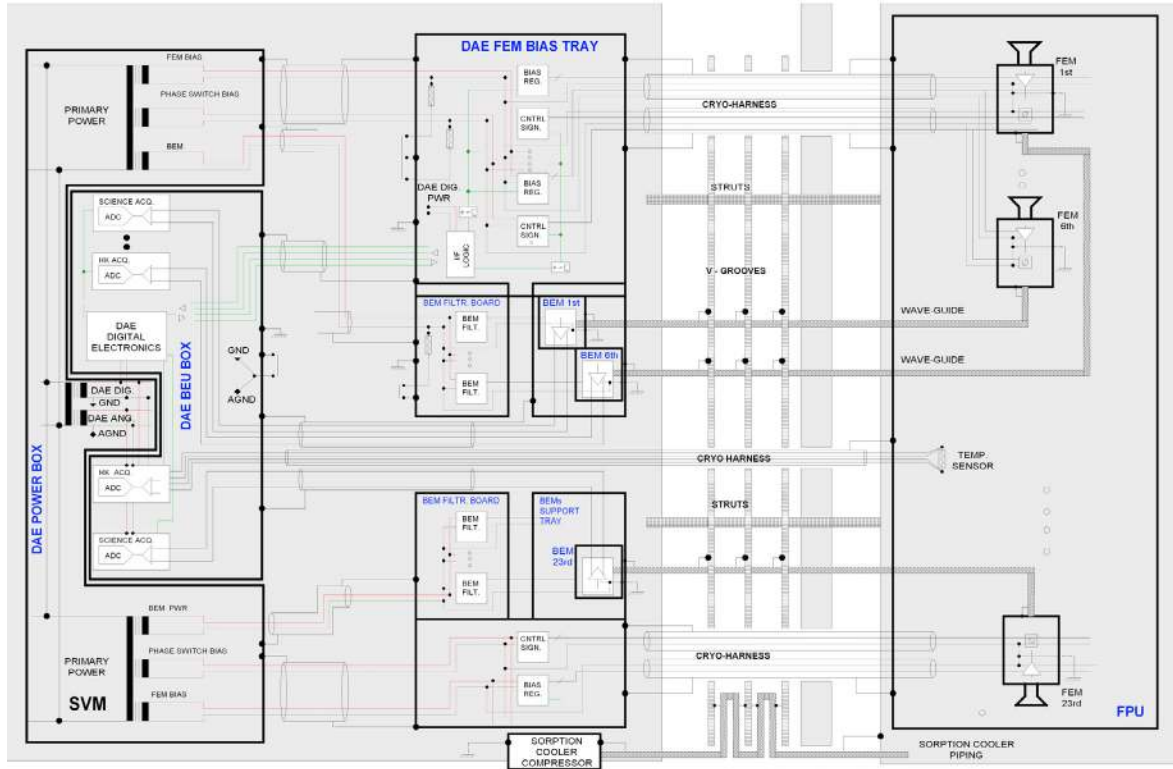 DAE FEM BIAS TRAY
FEM BIAS
PHASE SWITCH BIAS
PRIMARY
POWER
BEM
BIAS
REG.
CNTRL
SIGN.
BIAS
REG.
CNTRL
SIGN.
DAE DIG.
PWR
I/F LOGIC
CRYO-HARNESS
STRUTS
V - GROOVES
WAVE-GUIDE
WAVE-GUIDE
FEM
1st
FEM
6th
SCIENCE ACQ.
ADC
HK ACQ.
ADC
DAE
DIGITAL
ELECTRONICS
DAE DIG.
GND
DAE ANG.
AGND
DAE BEU BOX
DAE POWER BOX
GND
AGND
BEM FILTR. BOARD
BEM
FILT.
BEM
FILT.
BEM 1st
BEM 6th
HK ACQ.
ADC
SCIENCE ACQ.
ADC
CRYO HARNESS
TEMP.
SENSOR
BEM FILTR. BOARD
BEM
FILT.
BEM
FILT.
BEMs
SUPPORT
TRAY
BEM
23rd
STRUTS
BEM PWR
PHASE SWITCH BIAS
PRIMARY
POWER
FEM BIAS
SVM
CNTRL
SIGN.
BIAS
REG.
CRYO-HARNESS
FEM
23rd
FPU
SORPTION
COOLER
COMPRESSOR
SORPTION COOLER
PIPING